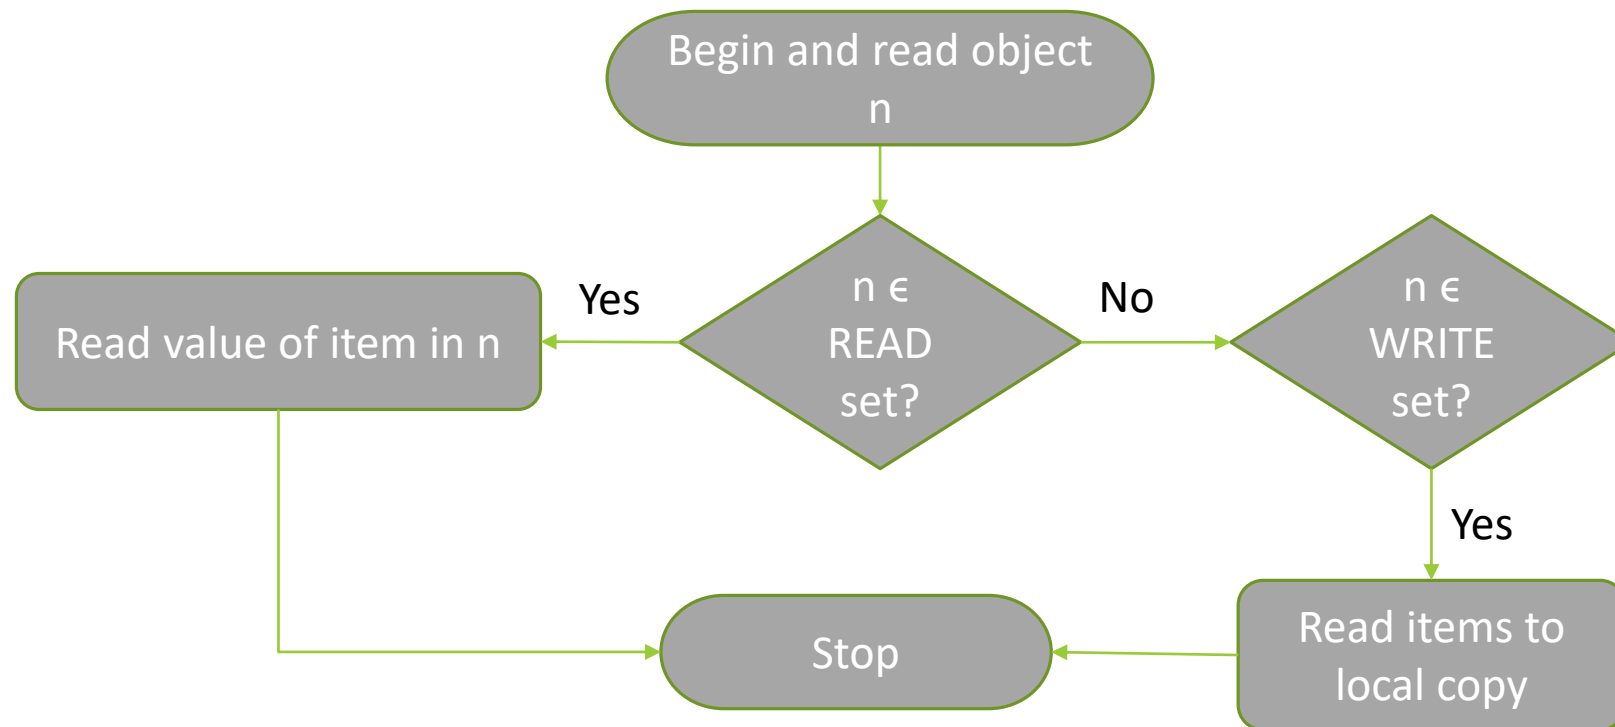 Begin and read object
n
Yes
n ϵ
READ
set?
No
n ϵ
WRITE
set?
Read value of item in n
Yes
Stop
Read items to
local copy